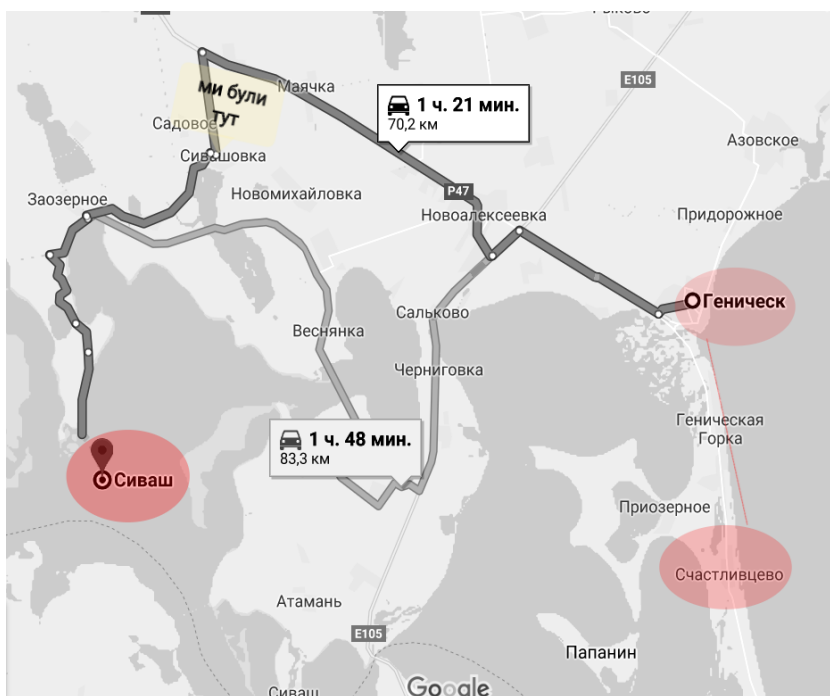 Рыково
E105
Маячка
ми були
тут
1 ч. 21 мин.
70,2 км
Садовое
Азовское
Сивашовка
Заозерное
Новомихайловка
P47
Новоалексеевка
Придорожное
Геническ
Сальково
Веснянка
Черниговка
Геническая
Горка
1 ч. 48 мин.
83,3 км
Сиваш
Приозерное
Счастливцево
Атамань
E105
Папанин
Google
Сиваш